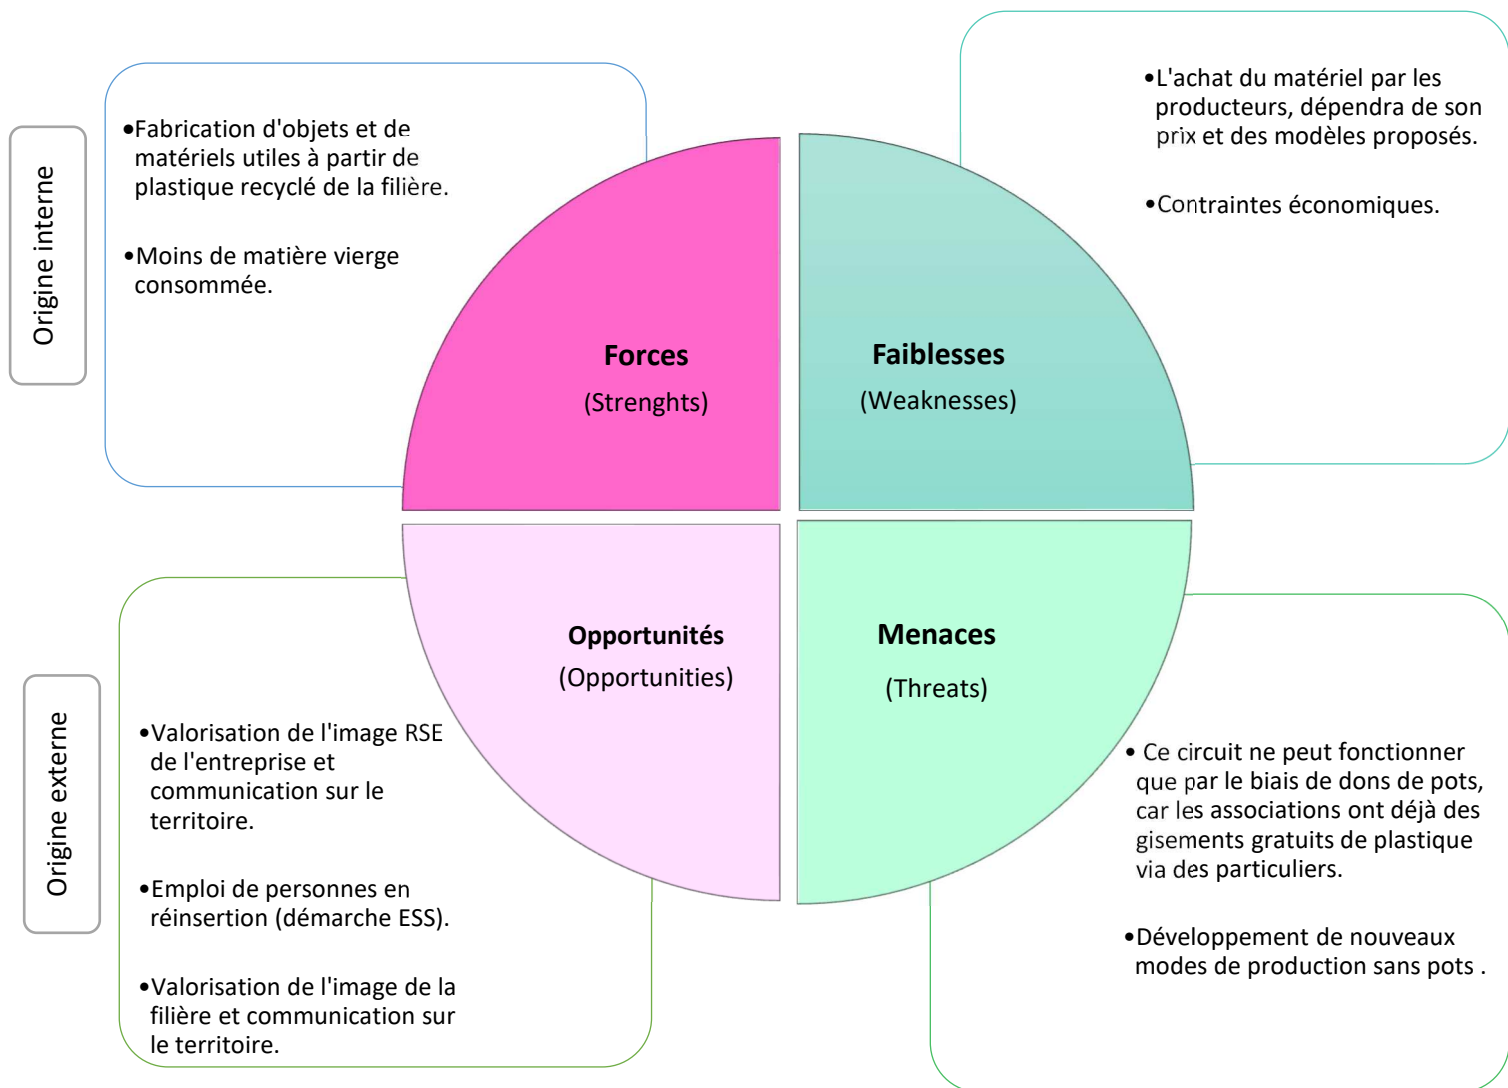 Origine interne
•Fabrication d'objets et de
matériels utiles à partir de
plastique recyclé de la filière.
•Moins de matière vierge
consommée.
Forces
(Strenghts)
Faiblesses
(Weaknesses)
•L'achat du matériel par les
producteurs, dépendra de son
prix et des modèles proposés.
•Contraintes économiques.
Origine externe
•Valorisation de l'image RSE
de l'entreprise et
communication sur le
territoire.
•Emploi de personnes en
réinsertion (démarche ESS).
•Valorisation de l'image de la
filière et communication sur
le territoire.
Opportunités
(Opportunities)
Menaces
(Threats)
• Ce circuit ne peut fonctionner
que par le biais de dons de pots,
car les associations ont déjà des
gisements gratuits de plastique
via des particuliers.
•Développement de nouveaux
modes de production sans pots .